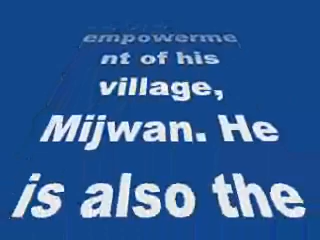 empowerme
nt of his
village,
Mijwan. He
is also the